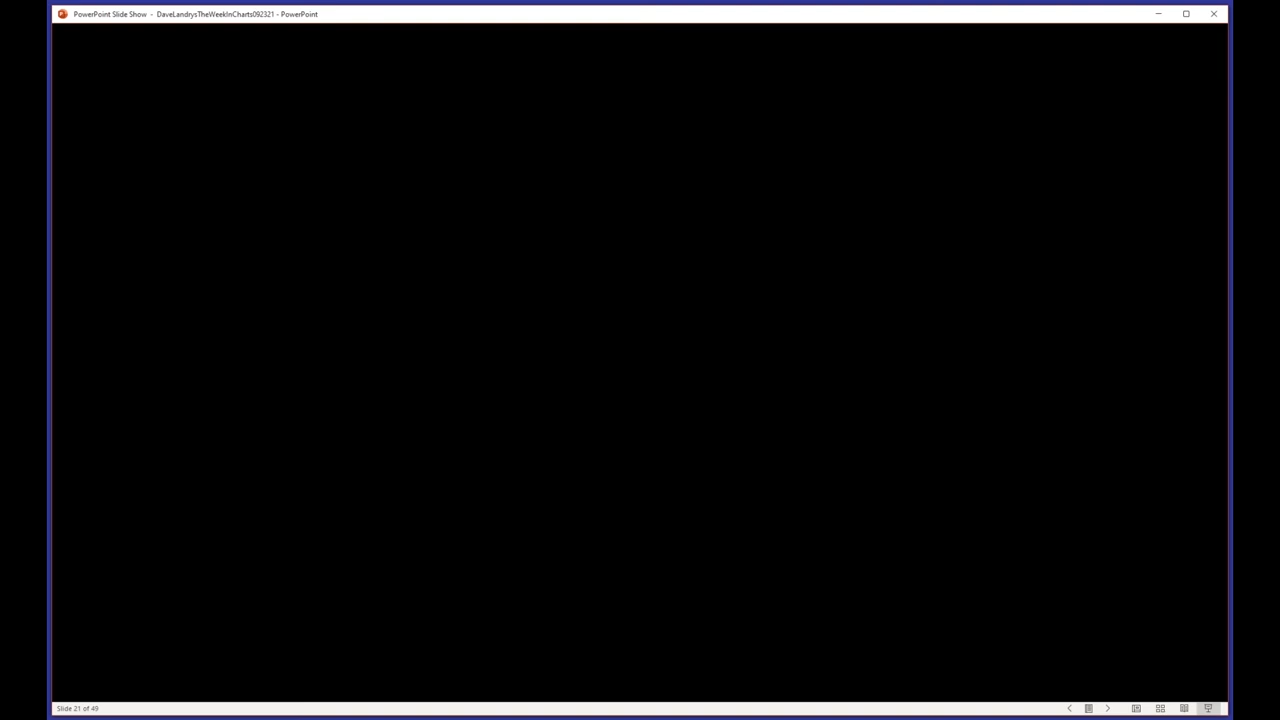 PowerPoint Slide Show - DaveLandrysTheWeekInCharts092321 - PowerPoint
Slide 21 of 49